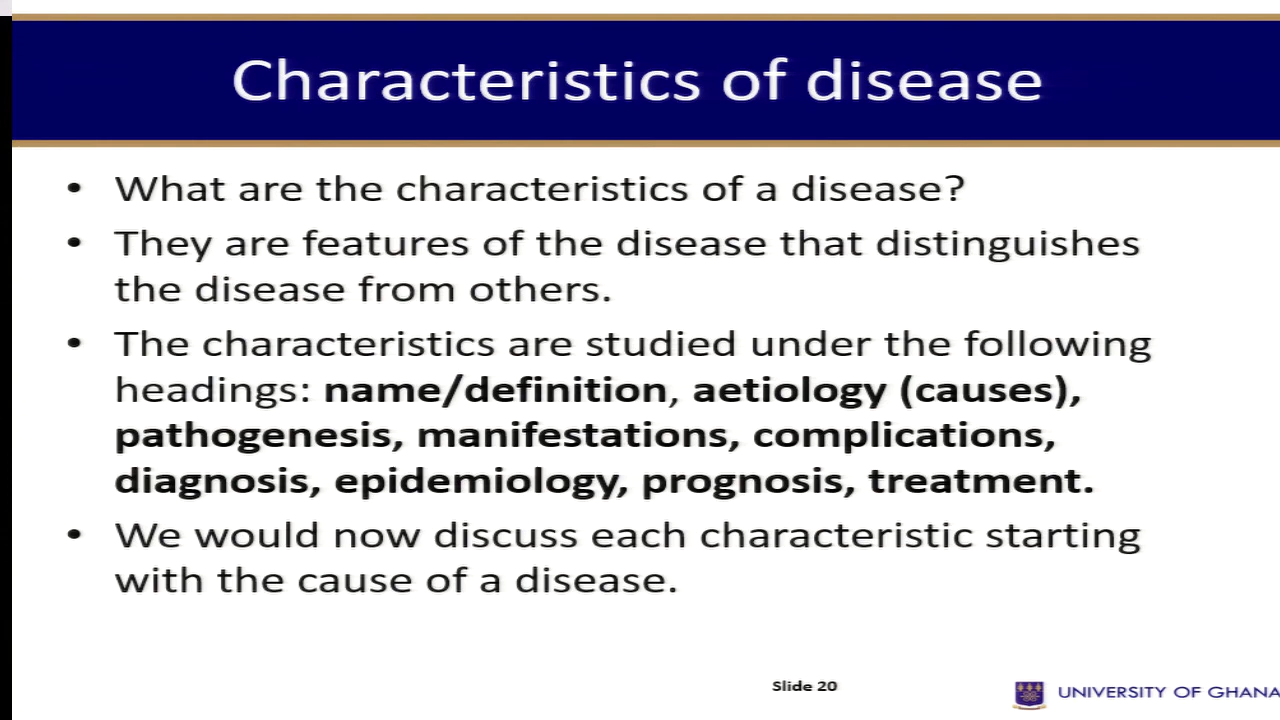 Characteristics of disease
• What are the characteristics of a disease?
• They are features of the disease that distinguishes
the disease from others.
• The characteristics are studied under the following
headings: name/definition, aetiology (causes),
pathogenesis, manifestations, complications,
diagnosis, epidemiology, prognosis, treatment.
• We would now discuss each characteristic starting
with the cause of a disease.
Slide 20
UNIVERSITY OF GHANA